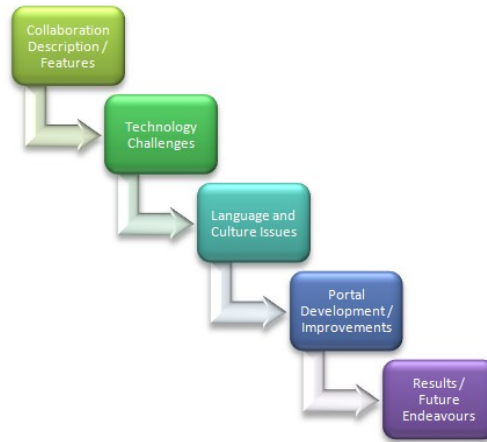 Collaboration
Description /
Features
Technology
Challenges
Language and
Culture Issues
Portal
Development /
Improvements
Results /
Future
Endeavours